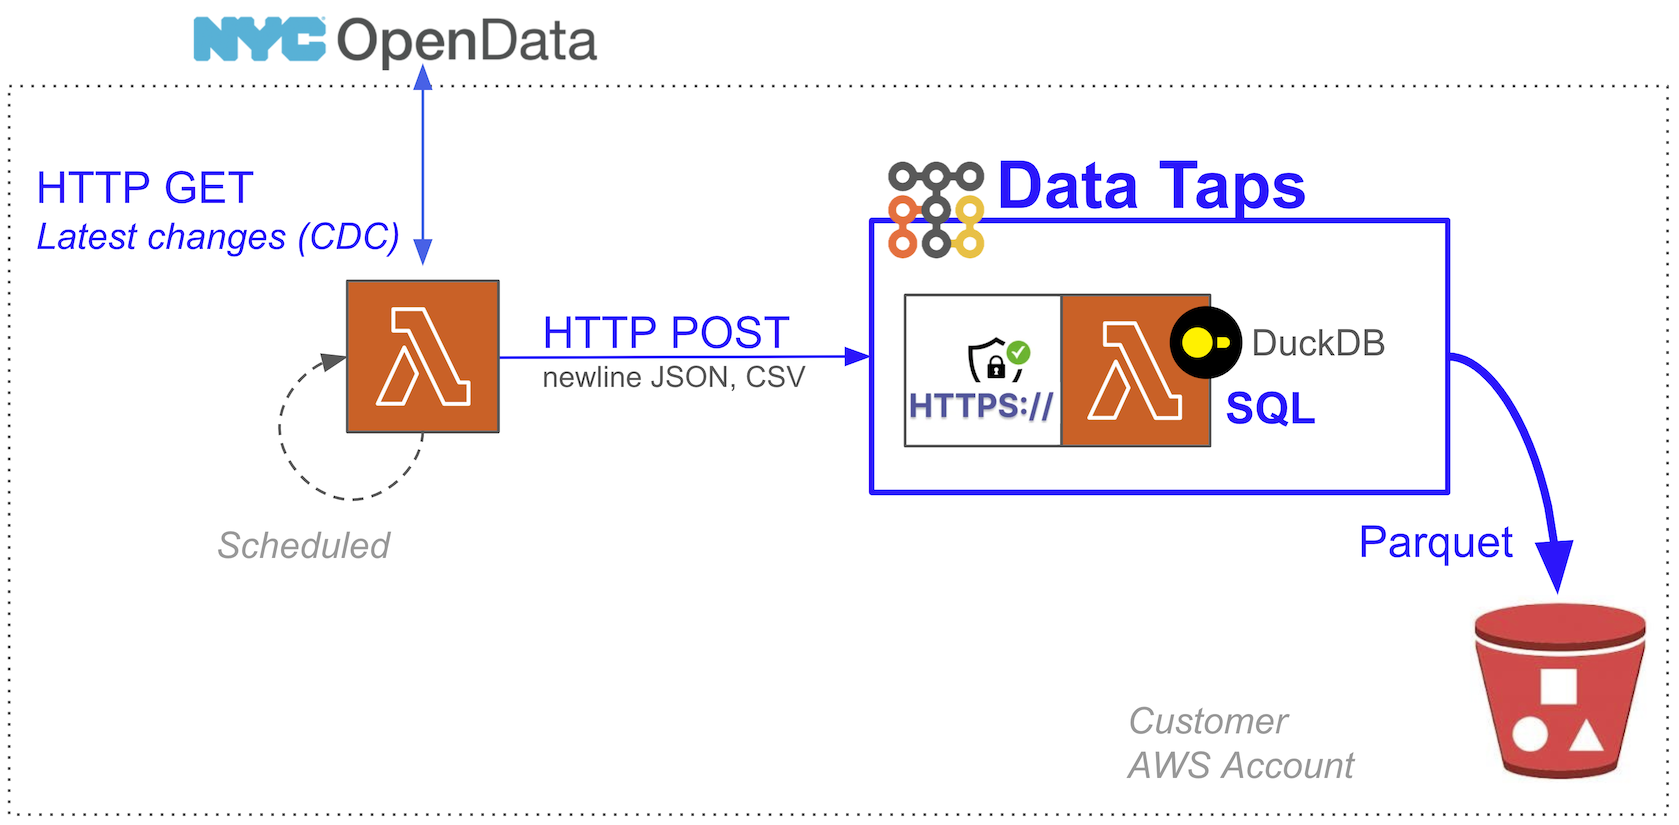 NYC OpenData
HTTP GET
Latest changes (CDC)
Data Taps
HTTP POST
newline JSON, CSV
HTTPS://
DuckDB
SQL
Scheduled
Parquet
Customer
AWS Account